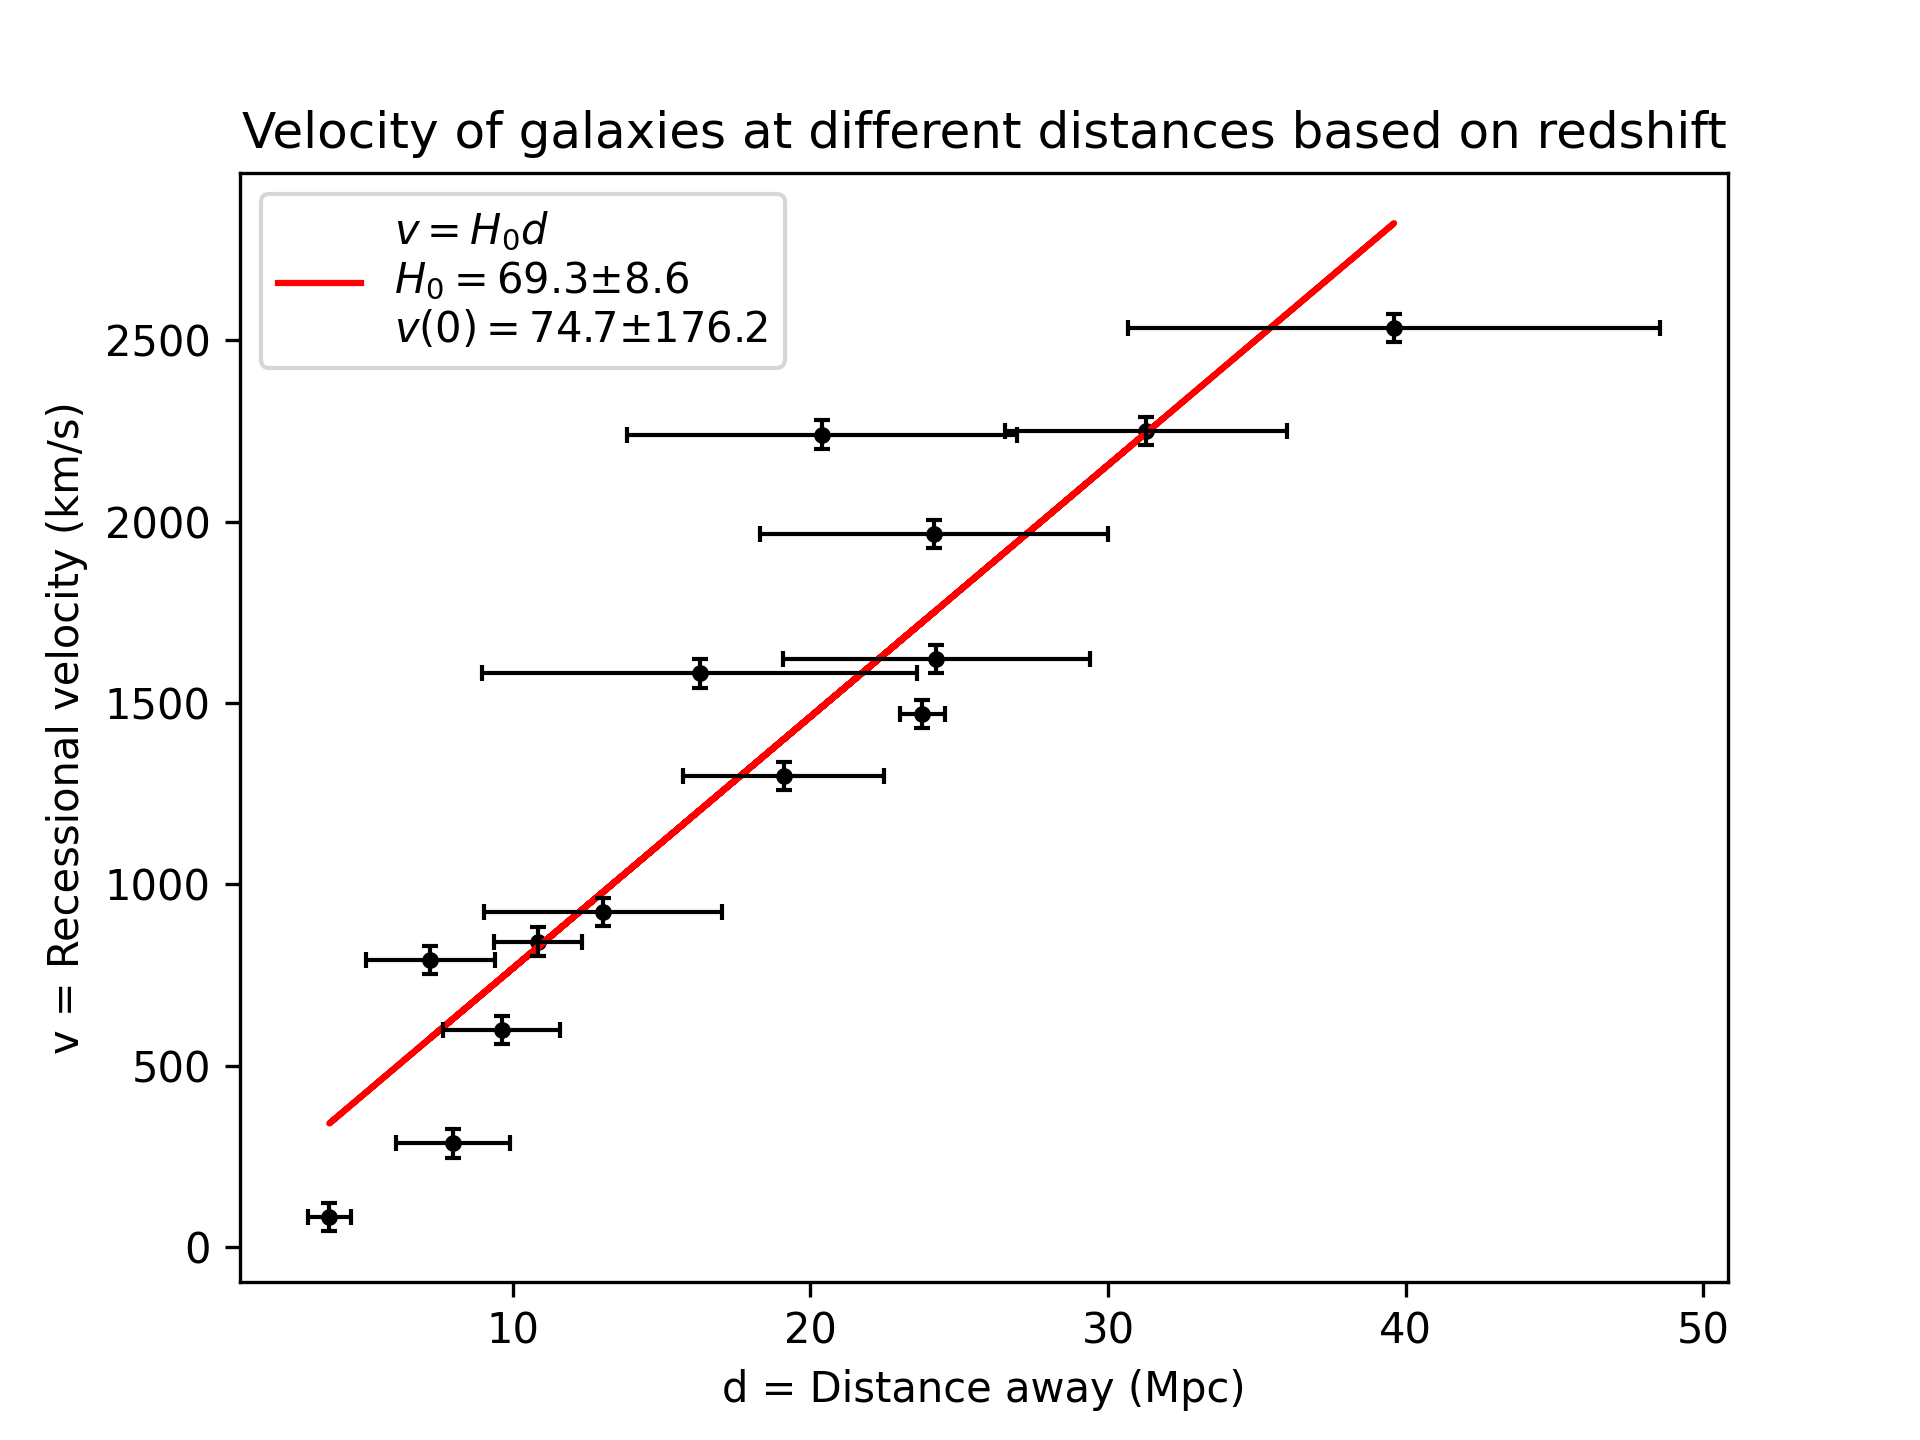 Velocity of galaxies at different distances based on redshift
v = H₀d
H₀ = 69.3±8.6
v(0) = 74.7±176.2
v = Recessional velocity (km/s)
2500
2000
1500
1000
500
0
10 20 30 40 50
d = Distance away (Mpc)